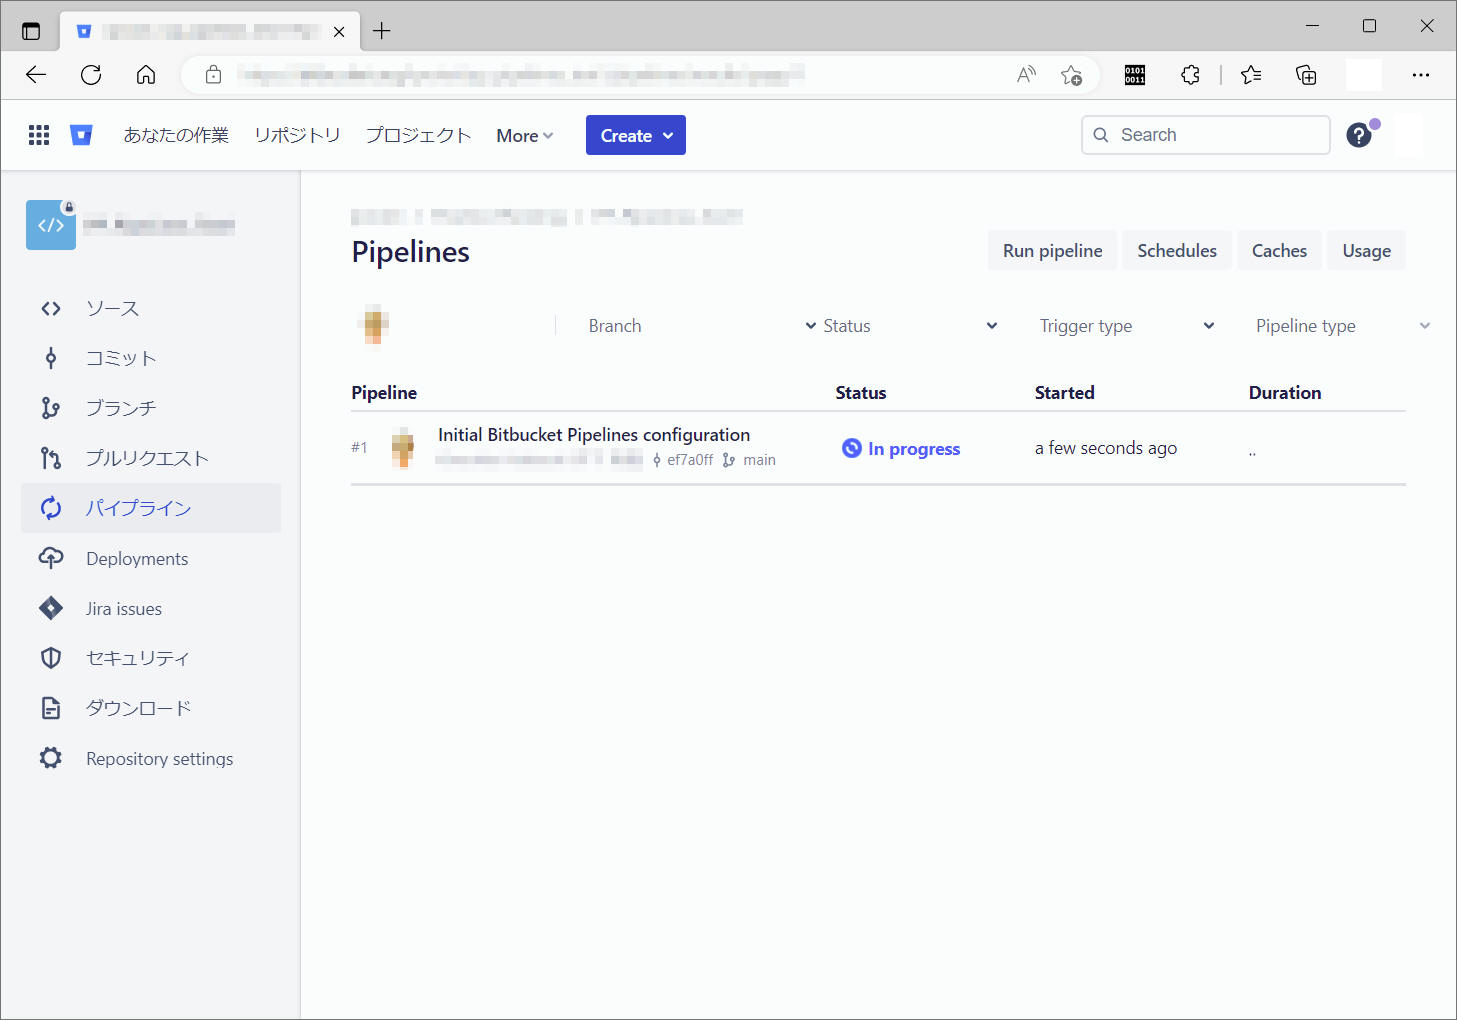 0101
0011
あなたの作業 リポジトリ プロジェクト More Create Search
</>
Pipelines
Run pipeline Schedules Caches Usage
ソース
コミット
ブランチ
プルリクエスト
パイプライン
Deployments
Jira issues
セキュリティ
ダウンロード
Repository settings
Branch Status Trigger type Pipeline type
Pipeline Status Started Duration
#1 Initial Bitbucket Pipelines configuration In progress a few seconds ago ..
ef7a0ff main